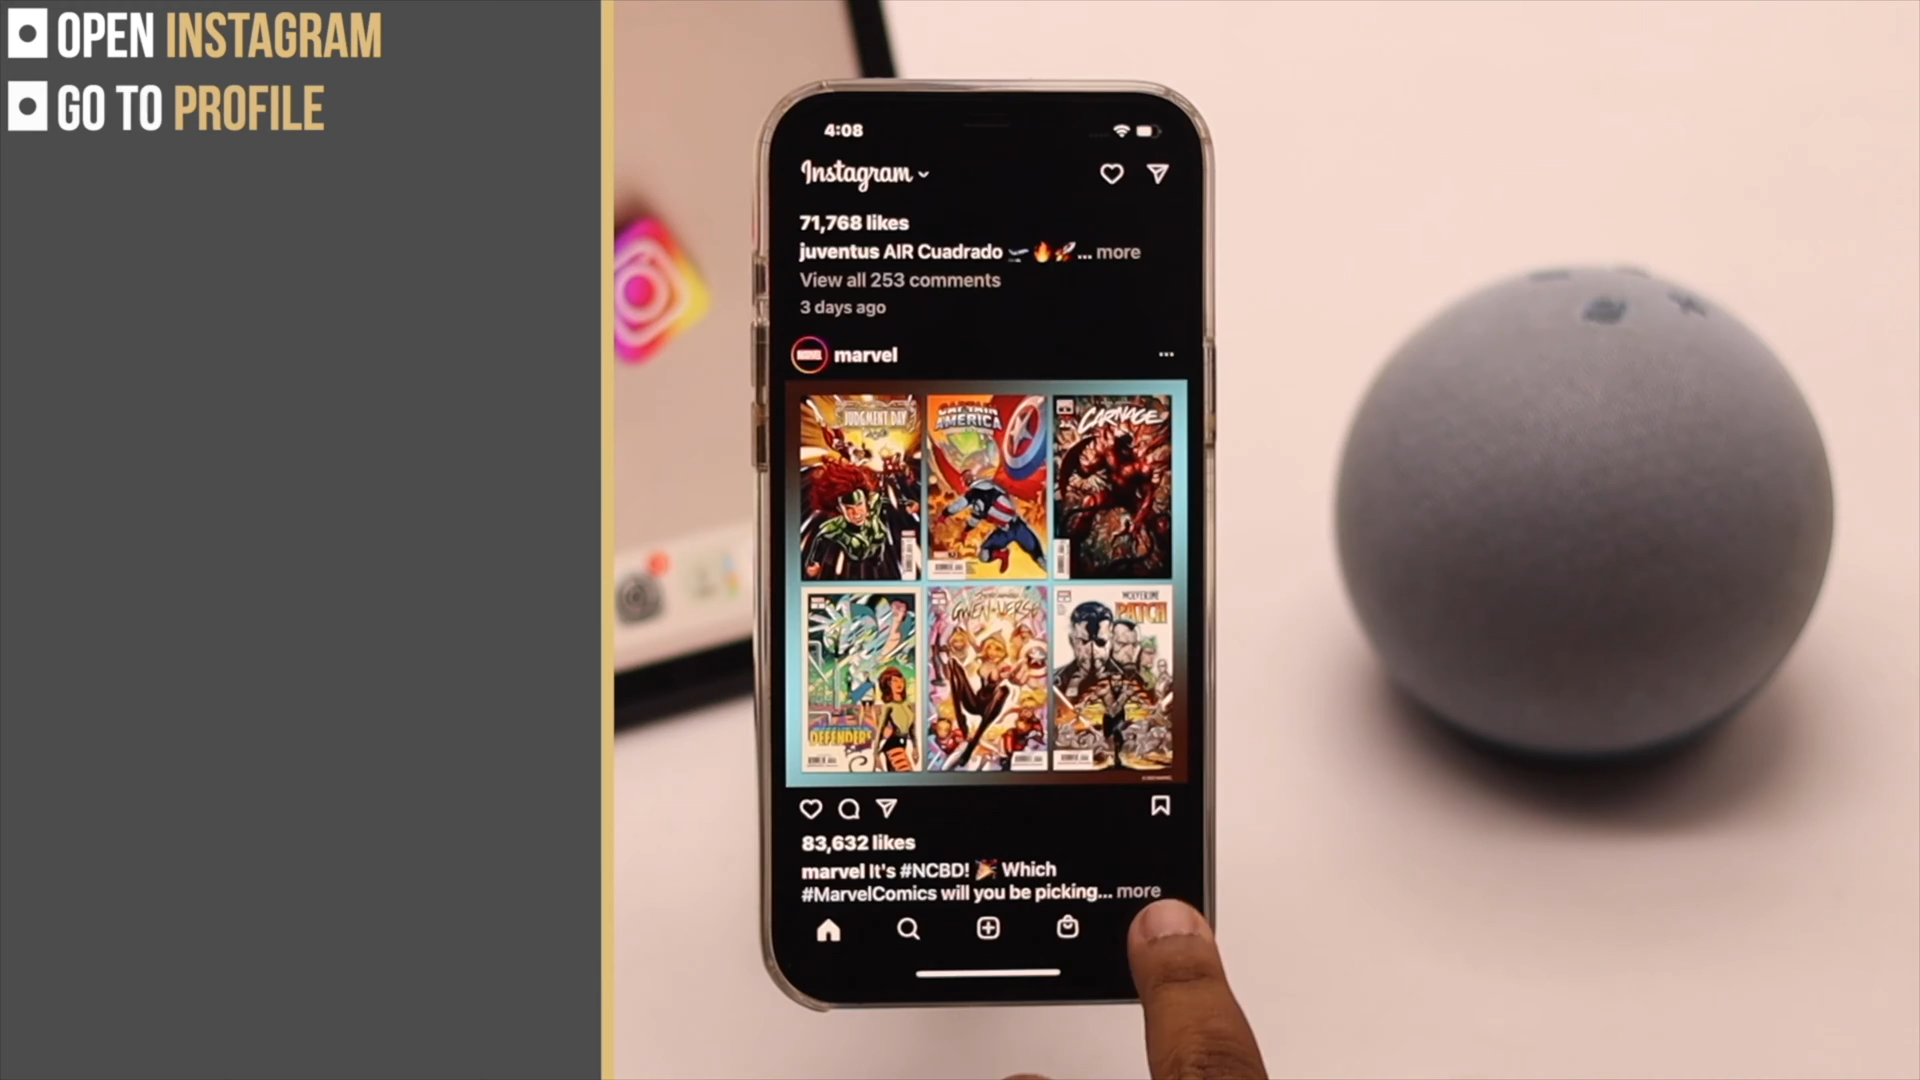 OPEN INSTAGRAM
GO TO PROFILE
4:08
Instagram
71,768 likes
juventus AIR Cuadrado 🛫 🔥🚀... more
View all 253 comments
3 days ago
MARVEL marvel
JUDGMENT DAY
CAPTAIN AMERICA
CARNAGE
DEFENDERS
GWEN-VERSE
WOLVERINE
PATCH
83,632 likes
marvel It's #NCBD! 🎉 Which
#MarvelComics will you be picking... more